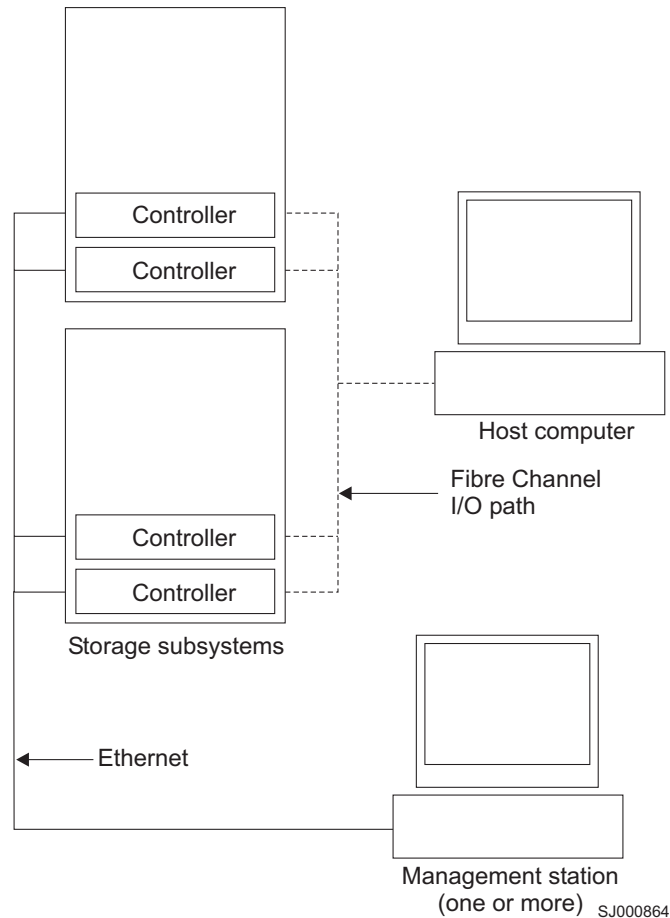 Controller
Controller
Host computer
Fibre Channel
I/O path
Controller
Controller
Storage subsystems
Ethernet
Management station
(one or more)
SJ000864